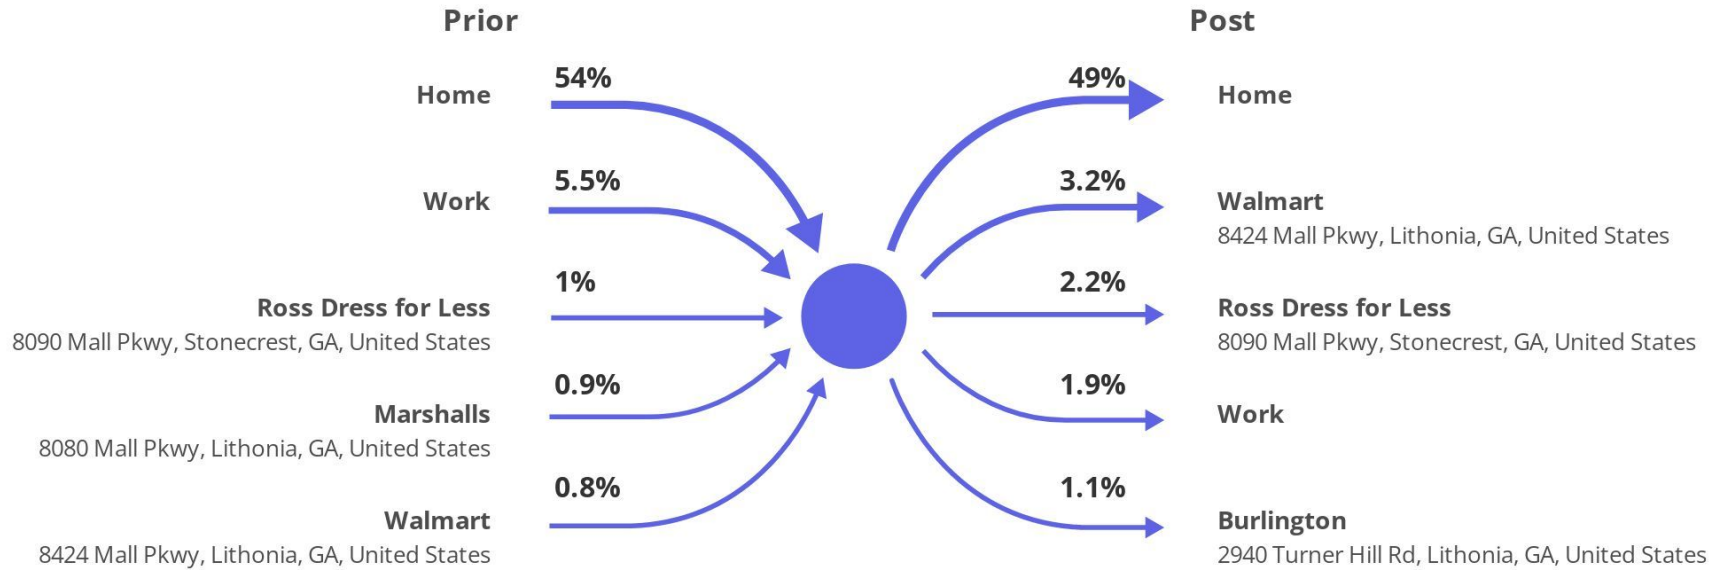 Prior
Post
54%
Home
49%
Home
5.5%
Work
3.2%
Walmart
8424 Mall Pkwy, Lithonia, GA, United States
1%
Ross Dress for Less
8090 Mall Pkwy, Stonecrest, GA, United States
2.2%
Ross Dress for Less
8090 Mall Pkwy, Stonecrest, GA, United States
0.9%
Marshalls
8080 Mall Pkwy, Lithonia, GA, United States
1.9%
Work
0.8%
Walmart
8424 Mall Pkwy, Lithonia, GA, United States
1.1%
Burlington
2940 Turner Hill Rd, Lithonia, GA, United States